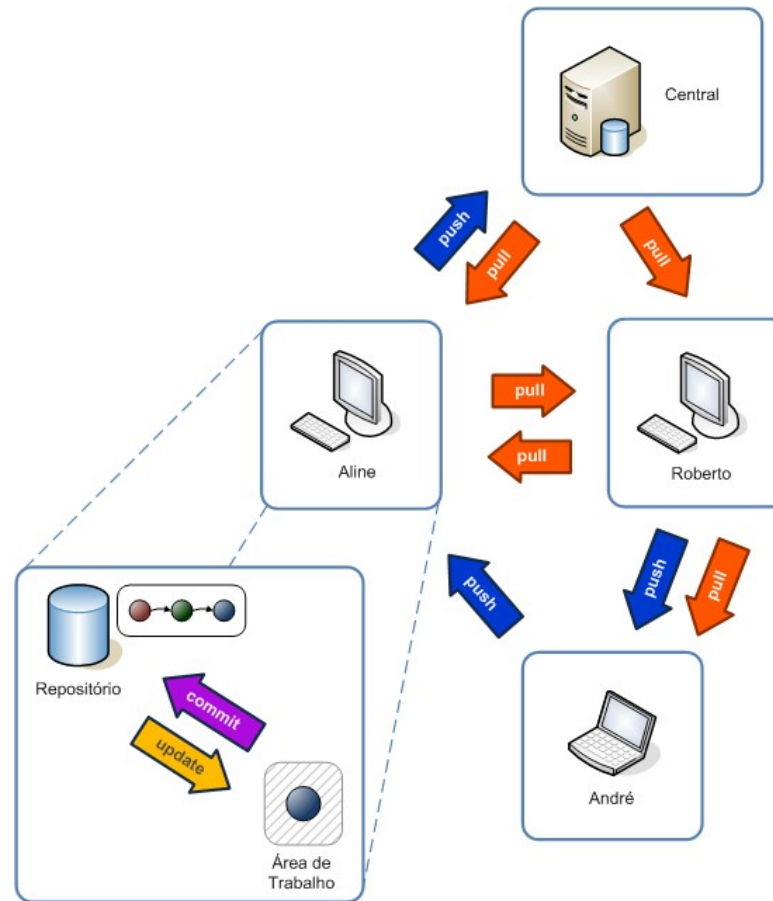 Central
push
pull
pull
Aline
pull
pull
Roberto
push
push
pull
André
Repositório
commit
update
Área de
Trabalho